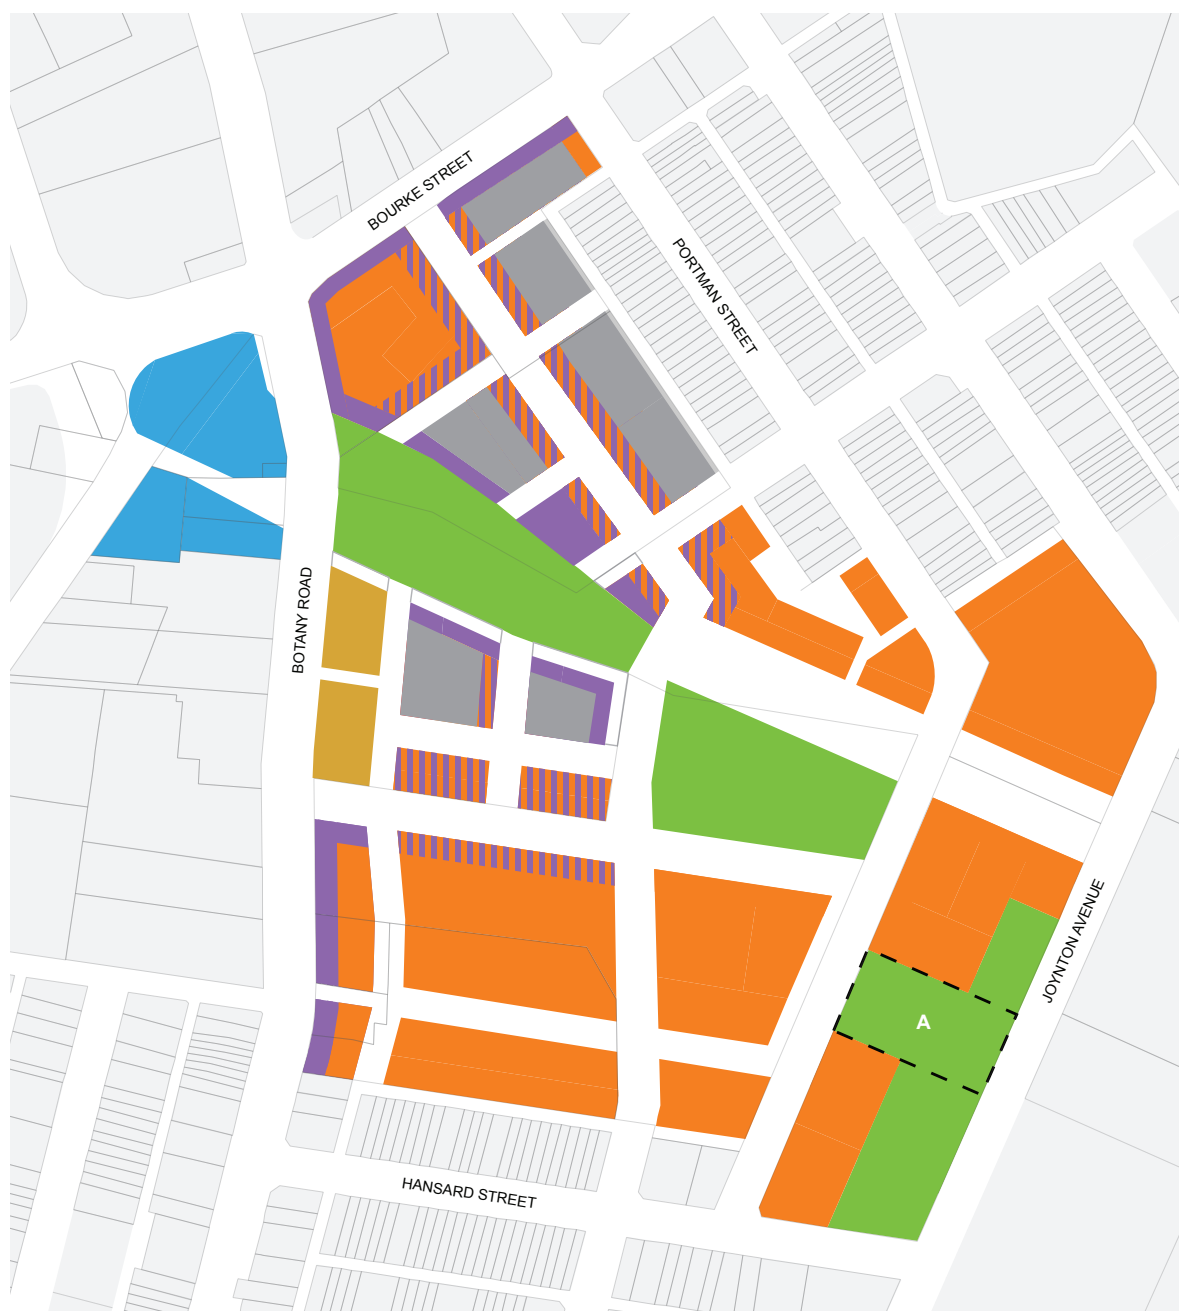 BOURKE STREET
PORTMAN STREET
BOTANY ROAD
JOYNTON AVENUE
A
HANSARD STREET